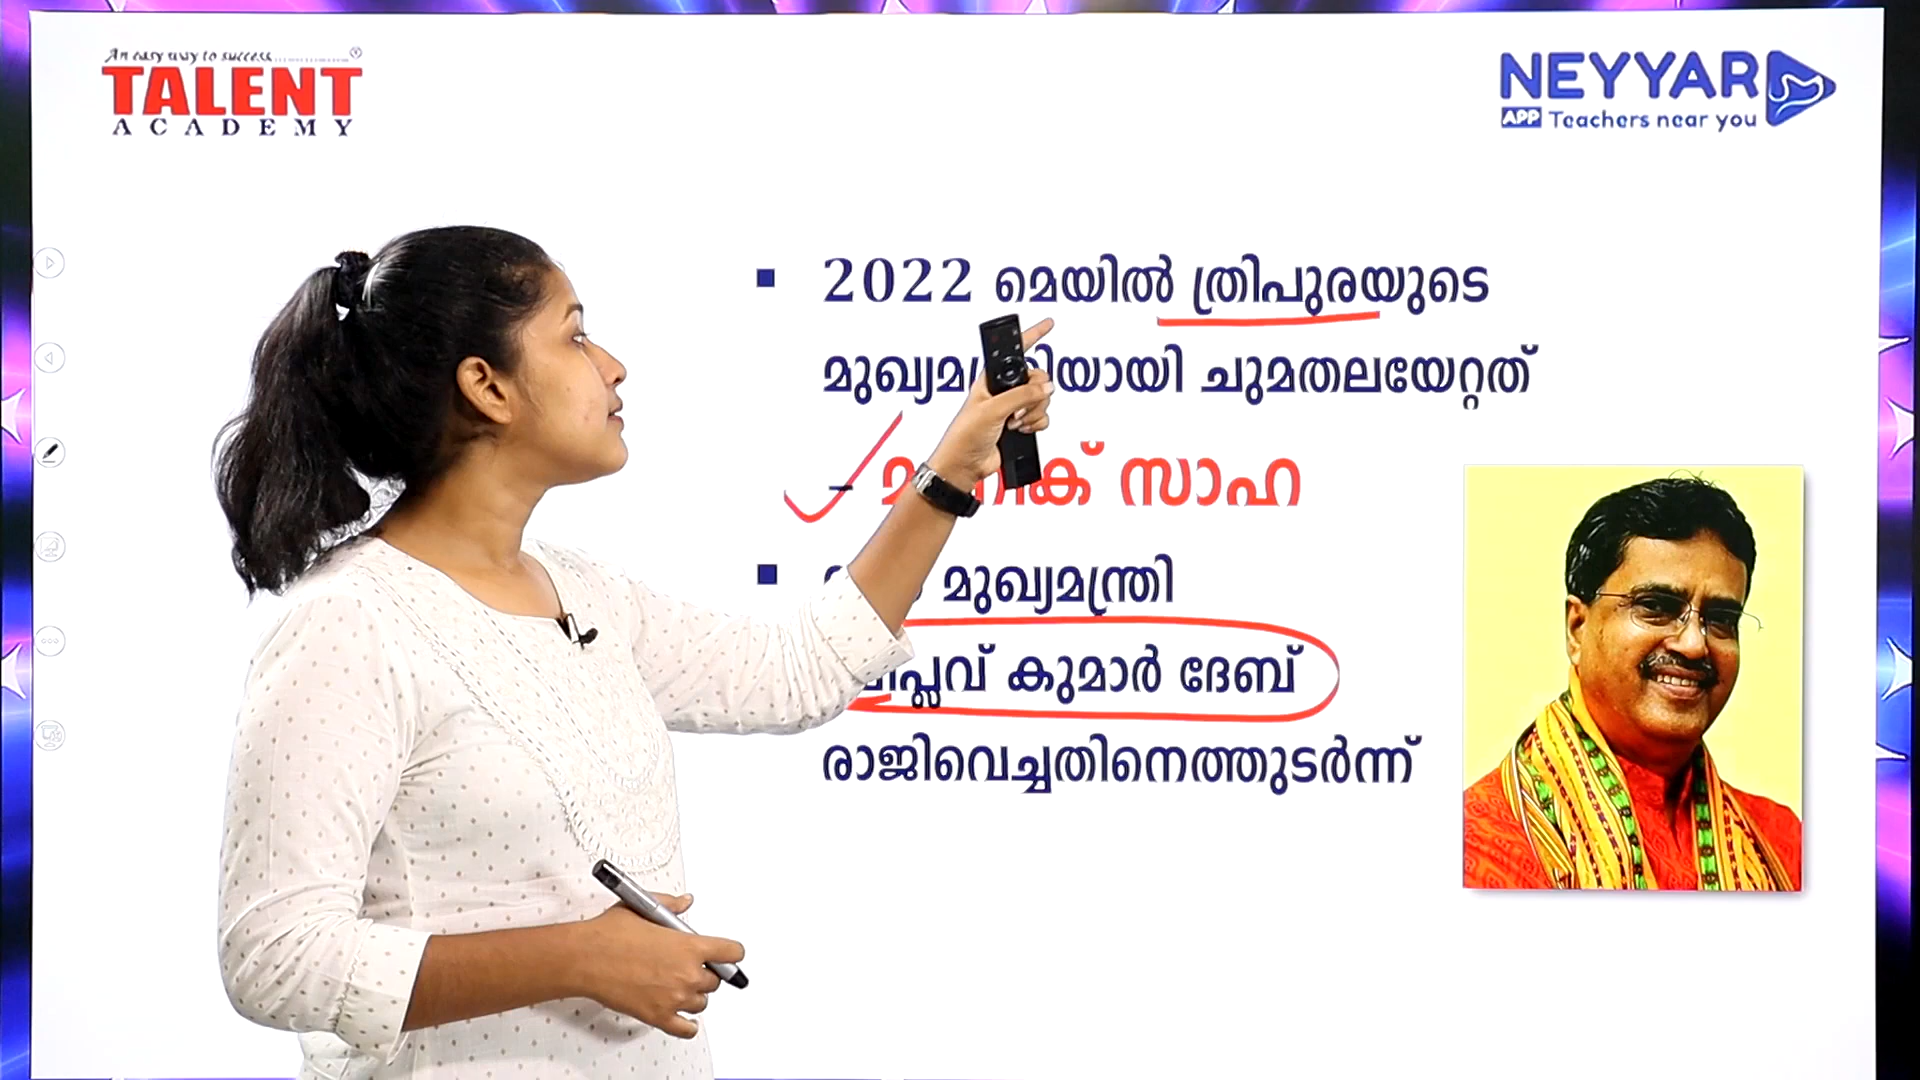 An easy way to success
TALENT
ACADEMY
NEYYAR
APP Teachers near you
2022 മെയിൽ ത്രിപുരയുടെ
ചുമതലയേറ്റത്
സാഹ
മുഖ്യമന്ത്രി
കുമാർ ദേബ്
രാജിവെച്ചതിനെത്തുടർന്ന്